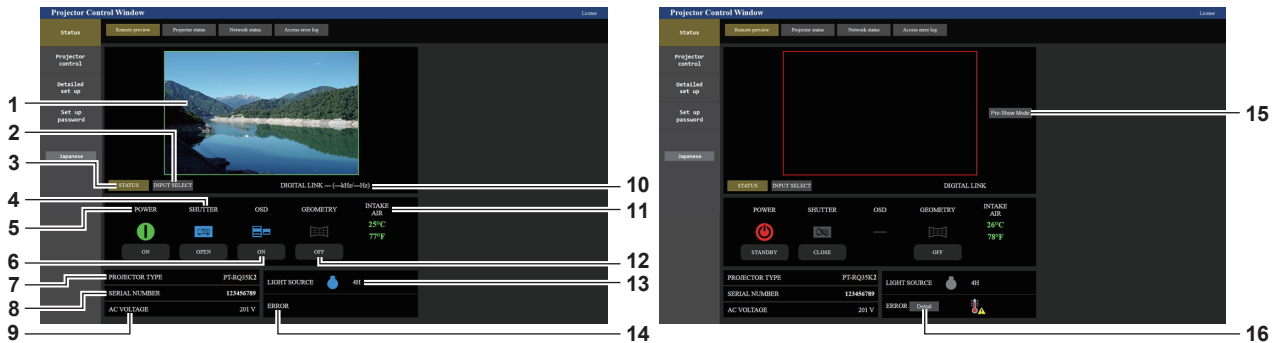 Projector Control Window License
Status Remote preview Projector status Network status Access error log
Projector control
Detailed set up
Set up password
Japanese
1
2
3
4
5
6
7
8
9
STATUS INPUT SELECT DIGITAL LINK --- (---kHz/---Hz)
POWER SHUTTER OSD GEOMETRY INTAKE AIR
25°C
77°F
ON OPEN ON OFF
PROJECTOR TYPE PT-RQ35K2
SERIAL NUMBER 123456789
AC VOLTAGE 201 V
LIGHT SOURCE 4H
ERROR
10
11
12
13
14
Projector Control Window License
Status Remote preview Projector status Network status Access error log
Projector control
Detailed set up
Set up password
Japanese
Pre-Show Mode
STATUS INPUT SELECT DIGITAL LINK
POWER SHUTTER OSD GEOMETRY INTAKE AIR
26°C
78°F
STANDBY CLOSE OFF
PROJECTOR TYPE PT-RQ35K2
SERIAL NUMBER 123456789
AC VOLTAGE 201 V
LIGHT SOURCE 4H
ERROR Detail
15
16